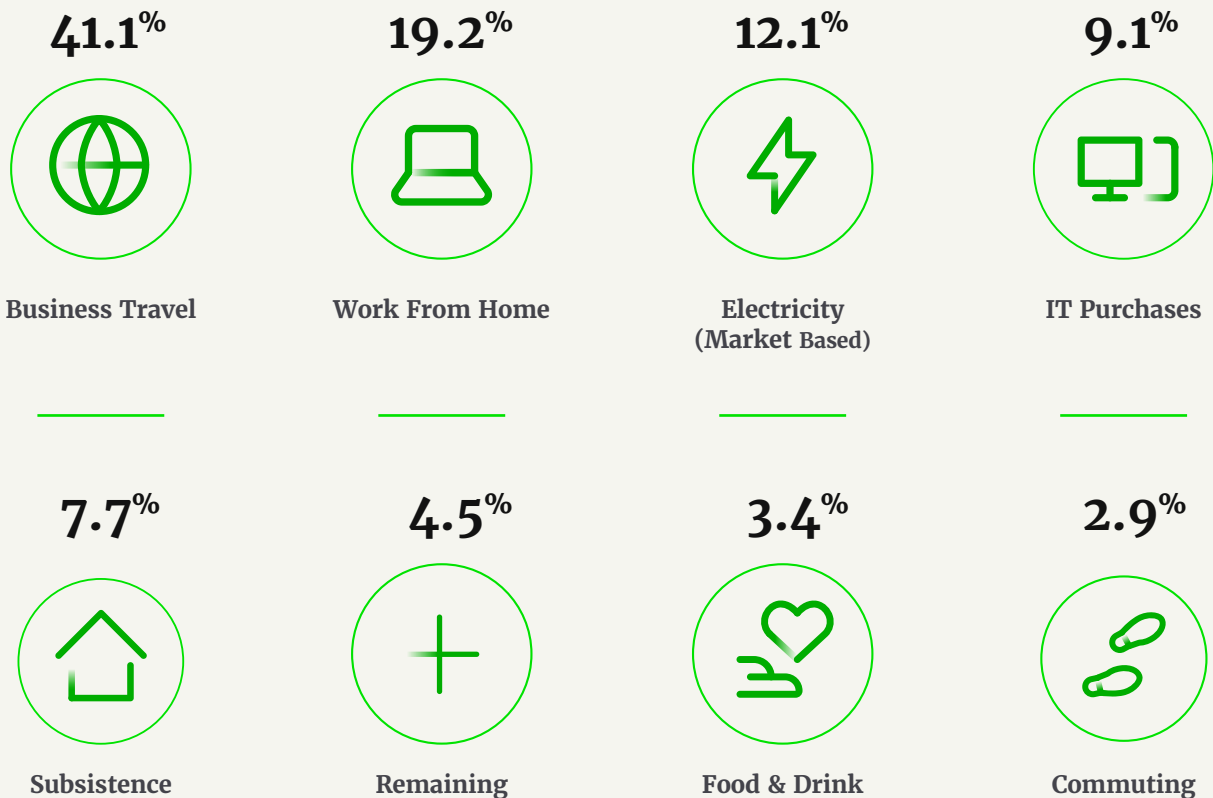 41.1%
19.2%
12.1%
9.1%
Business Travel
Work From Home
Electricity
(Market Based)
IT Purchases
7.7%
4.5%
3.4%
2.9%
Subsistence
Remaining
Food & Drink
Commuting